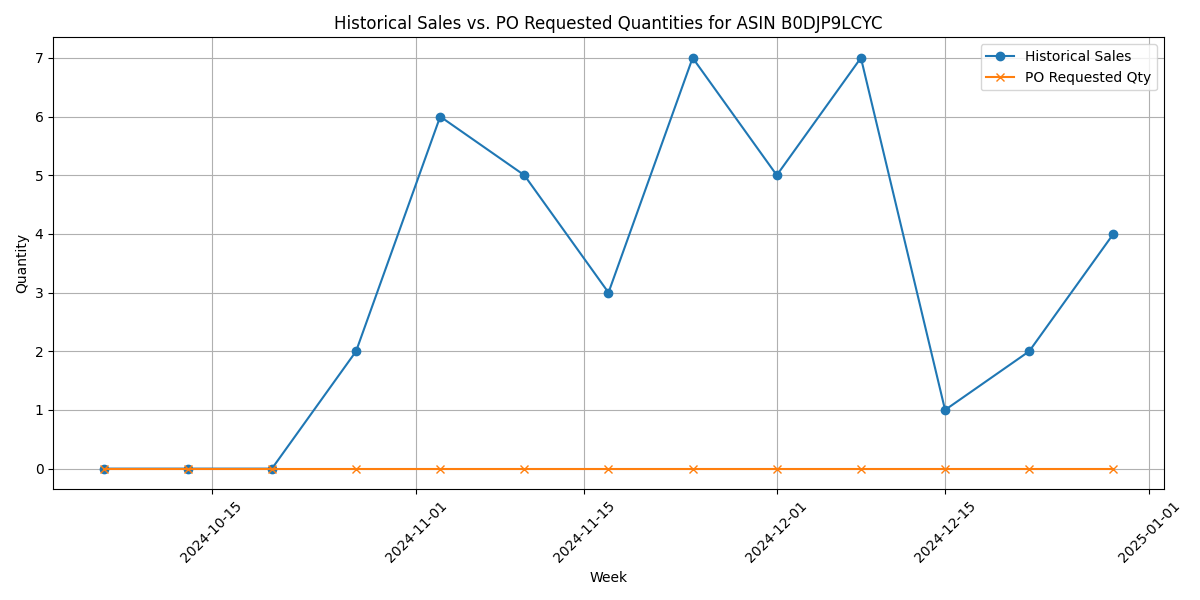 Historical Sales vs. PO Requested Quantities for ASIN B0DJP9LCYC
Historical Sales
PO Requested Qty
Quantity
7
6
5
4
3
2
1
0
2024-10-15
2024-11-01
2024-11-15
2024-12-01
2024-12-15
2025-01-01
Week